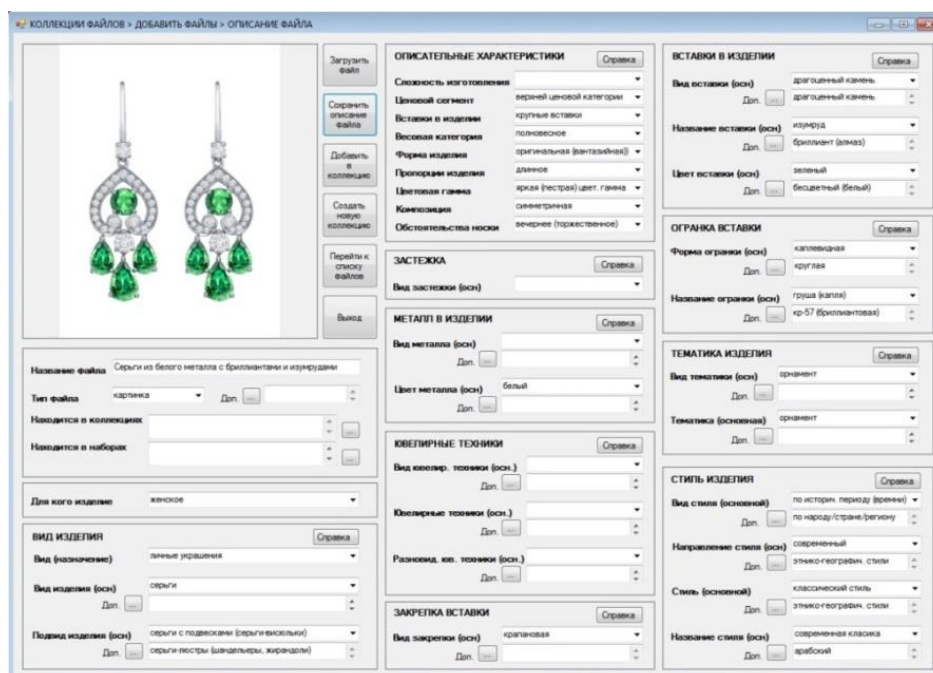 КОЛЛЕКЦИИ ФАЙЛОВ > ДОБАВИТЬ ФАЙЛЫ > ОПИСАНИЕ ФАЙЛА
Загрузить
файл
Сохранить
описание
файла
Добавить
в
коллекцию
Создать
новую
коллекцию
Перейти к
списку
файлов
Выход
Название файла Серьги из белого металла с бриллиантами и изумрудами
Тип файла картинка Доп. ...
Находится в коллекциях ...
Находится в наборах ...
Для кого изделие женское
ВИД ИЗДЕЛИЯ Справка
Вид (назначение) личные украшения
Вид изделия (осн) серьги
Доп. ...
Подвид изделия (осн) серьги с подвесками (серьги-висюльки)
Доп. ... серьги-люстры (шандельеры, жирандоли)
ОПИСАТЕЛЬНЫЕ ХАРАКТЕРИСТИКИ Справка
Сложность изготовления
Ценовой сегмент верхней ценовой категории
Вставки в изделии крупные вставки
Весовая категория полновесное
Форма изделия оригинальная (вантазийная))
Пропорции изделия длинное
Цветовая гамма яркая (пестрая) цвет. гамма
Композиция симметричная
Обстоятельства носки вечернее (торжественное)
ЗАСТЕЖКА Справка
Вид застежки (осн)
МЕТАЛЛ В ИЗДЕЛИИ Справка
Вид металла (осн)
Доп. ...
Цвет металла (осн) белый
Доп. ...
ЮВЕЛИРНЫЕ ТЕХНИКИ Справка
Вид ювелир. техники (осн.)
Доп. ...
Ювелирные техники (осн.)
Доп. ...
Разновид. юв. техники (осн.)
Доп. ...
ЗАКРЕПКА ВСТАВКИ Справка
Вид закрепки (осн) крапановая
Доп. ...
ВСТАВКИ В ИЗДЕЛИИ Справка
Вид вставки (осн) драгоценный камень
Доп. ... драгоценный камень
Название вставки (осн) изумруд
Доп. ... бриллиант (алмаз)
Цвет вставки (осн) зеленый
Доп. ... бесцветный (белый)
ОГРАНКА ВСТАВКИ Справка
Форма огранки (осн) каплевидная
Доп. ... круглая
Название огранки (осн) груша (капля)
Доп. ... кр-57 (бриллиантовая)
ТЕМАТИКА ИЗДЕЛИЯ Справка
Вид тематики (осн) орнамент
Доп. ...
Тематика (основная) орнамент
Доп. ...
СТИЛЬ ИЗДЕЛИЯ Справка
Вид стиля (основной) по историч. периоду (времни)
Доп. ... по народу/стране/региону
Направление стиля (осн) современный
Доп. ... этнико-географич. стили
Стиль (основной) классический стиль
Доп. ... этнико-географич. стили
Название стиля (осн) современная класика
Доп. ... арабский